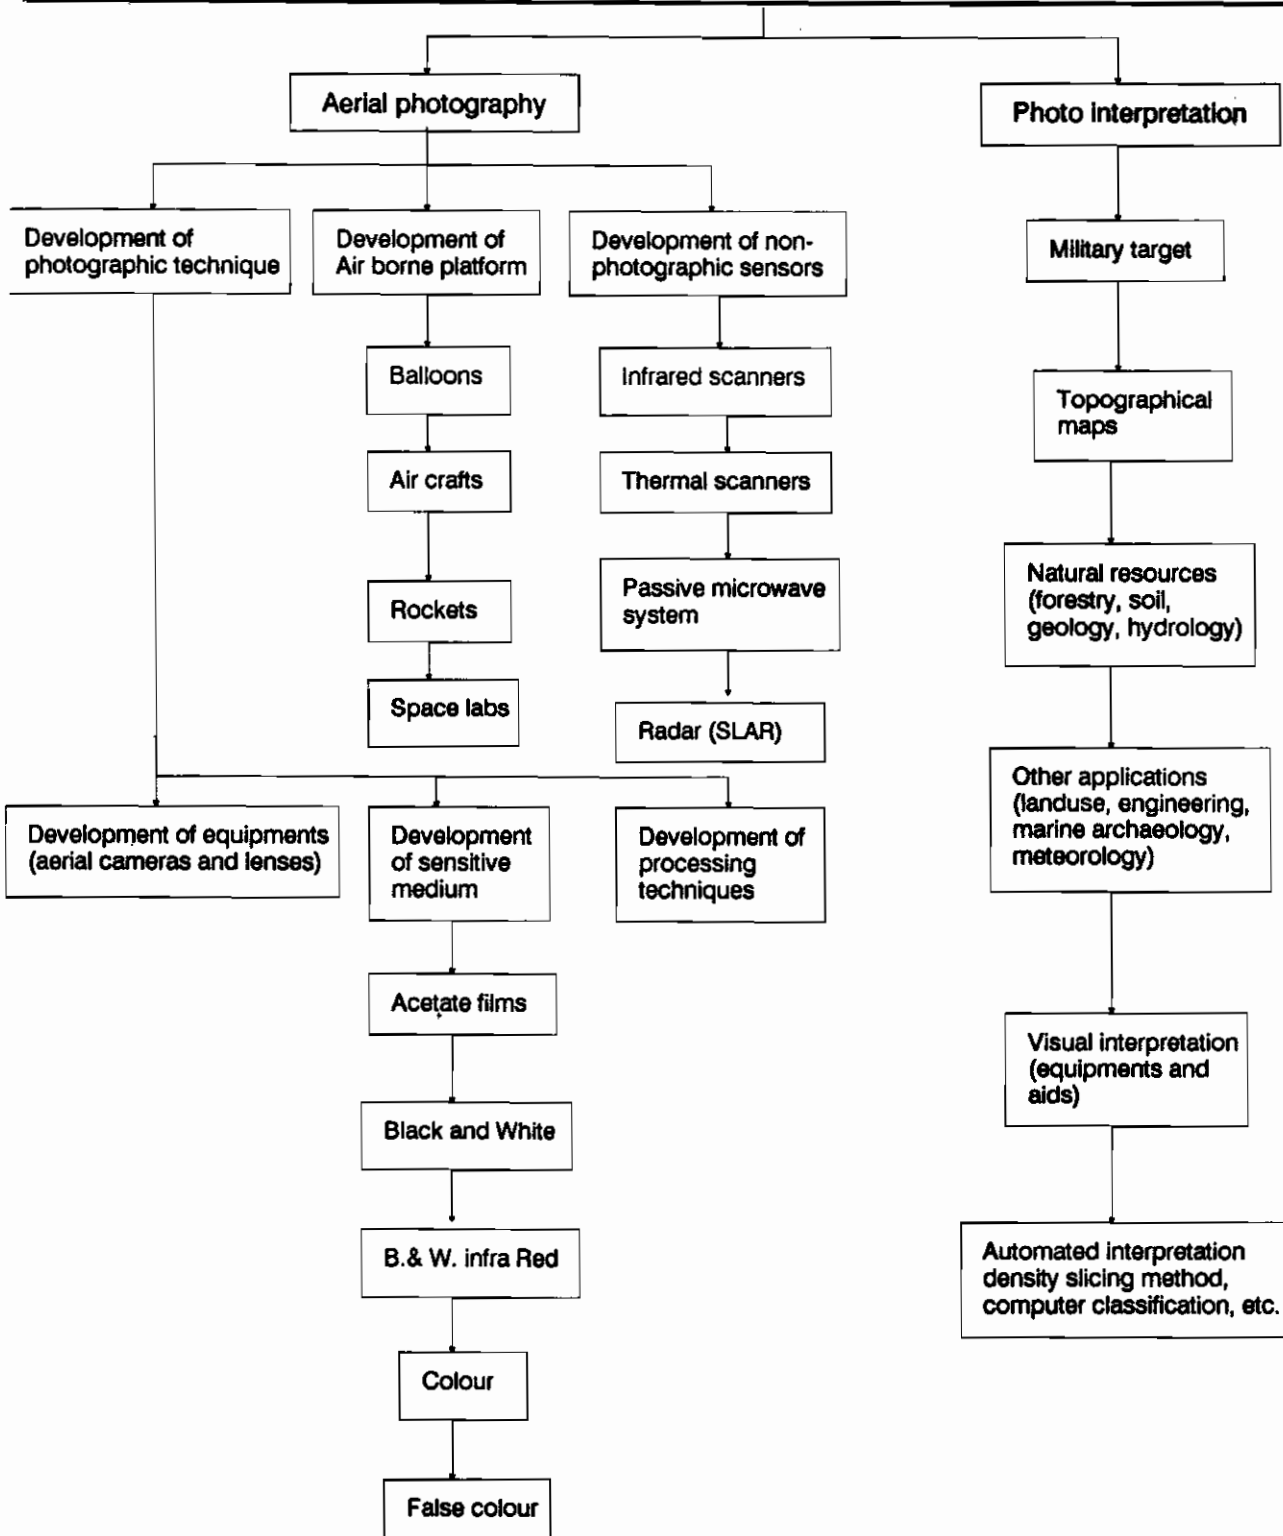 Aerial photography
Photo interpretation
Development of
photographic technique
Development of
Air borne platform
Development of non-
photographic sensors
Military target
Balloons
Infrared scanners
Topographical
maps
Air crafts
Thermal scanners
Natural resources
(forestry, soil,
geology, hydrology)
Rockets
Passive microwave
system
Space labs
Radar (SLAR)
Other applications
(landuse, engineering,
marine archaeology,
meteorology)
Development of equipments
(aerial cameras and lenses)
Development
of sensitive
medium
Development of
processing
techniques
Acetate films
Visual interpretation
(equipments and
aids)
Black and White
B.& W. infra Red
Automated interpretation
density slicing method,
computer classification, etc.
Colour
False colour